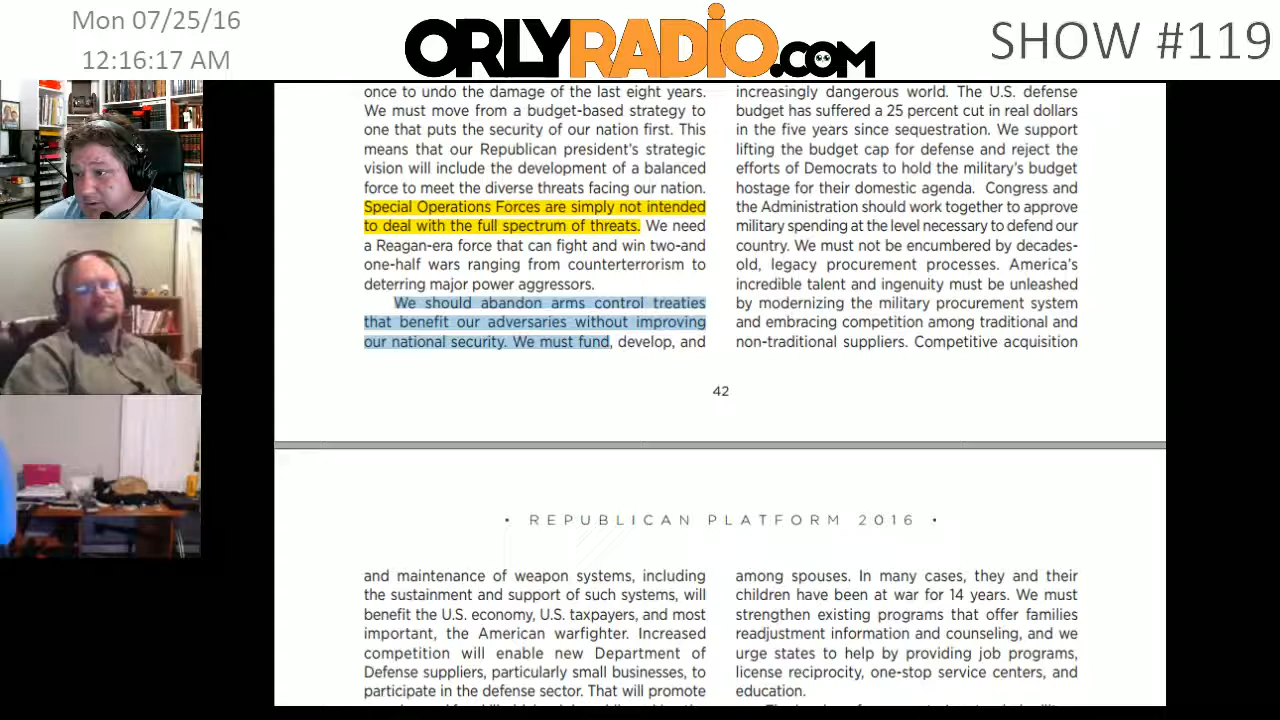 Mon 07/25/16
12:16:17 AM
ORLYRADIO.COM
SHOW #119
once to undo the damage of the last eight years.
We must move from a budget-based strategy to
one that puts the security of our nation first. This
means that our Republican president's strategic
vision will include the development of a balanced
force to meet the diverse threats facing our nation.
Special Operations Forces are simply not intended
to deal with the full spectrum of threats. We need
a Reagan-era force that can fight and win two-and
one-half wars ranging from counterterrorism to
deterring major power aggressors.
We should abandon arms control treaties
that benefit our adversaries without improving
our national security. We must fund, develop, and
increasingly dangerous world. The U.S. defense
budget has suffered a 25 percent cut in real dollars
in the five years since sequestration. We support
lifting the budget cap for defense and reject the
efforts of Democrats to hold the military's budget
hostage for their domestic agenda. Congress and
the Administration should work together to approve
military spending at the level necessary to defend our
country. We must not be encumbered by decades-
old, legacy procurement processes. America's
incredible talent and ingenuity must be unleashed
by modernizing the military procurement system
and embracing competition among traditional and
non-traditional suppliers. Competitive acquisition
42
• REPUBLICAN PLATFORM 2016 •
and maintenance of weapon systems, including
the sustainment and support of such systems, will
benefit the U.S. economy, U.S. taxpayers, and most
important, the American warfighter. Increased
competition will enable new Department of
Defense suppliers, particularly small businesses, to
participate in the defense sector. That will promote
among spouses. In many cases, they and their
children have been at war for 14 years. We must
strengthen existing programs that offer families
readjustment information and counseling, and we
urge states to help by providing job programs,
license reciprocity, one-stop service centers, and
education.